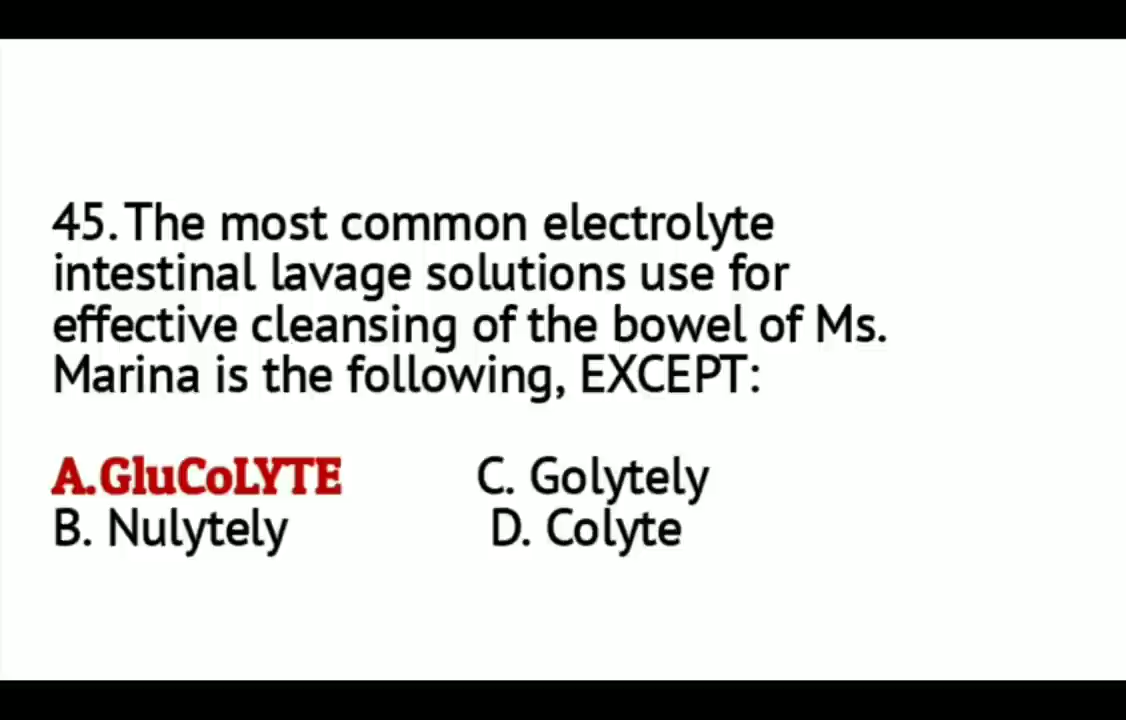 45. The most common electrolyte
intestinal lavage solutions use for
effective cleansing of the bowel of Ms.
Marina is the following, EXCEPT:
A.GluCoLYTE C. Golytely
B. Nulytely D. Colyte